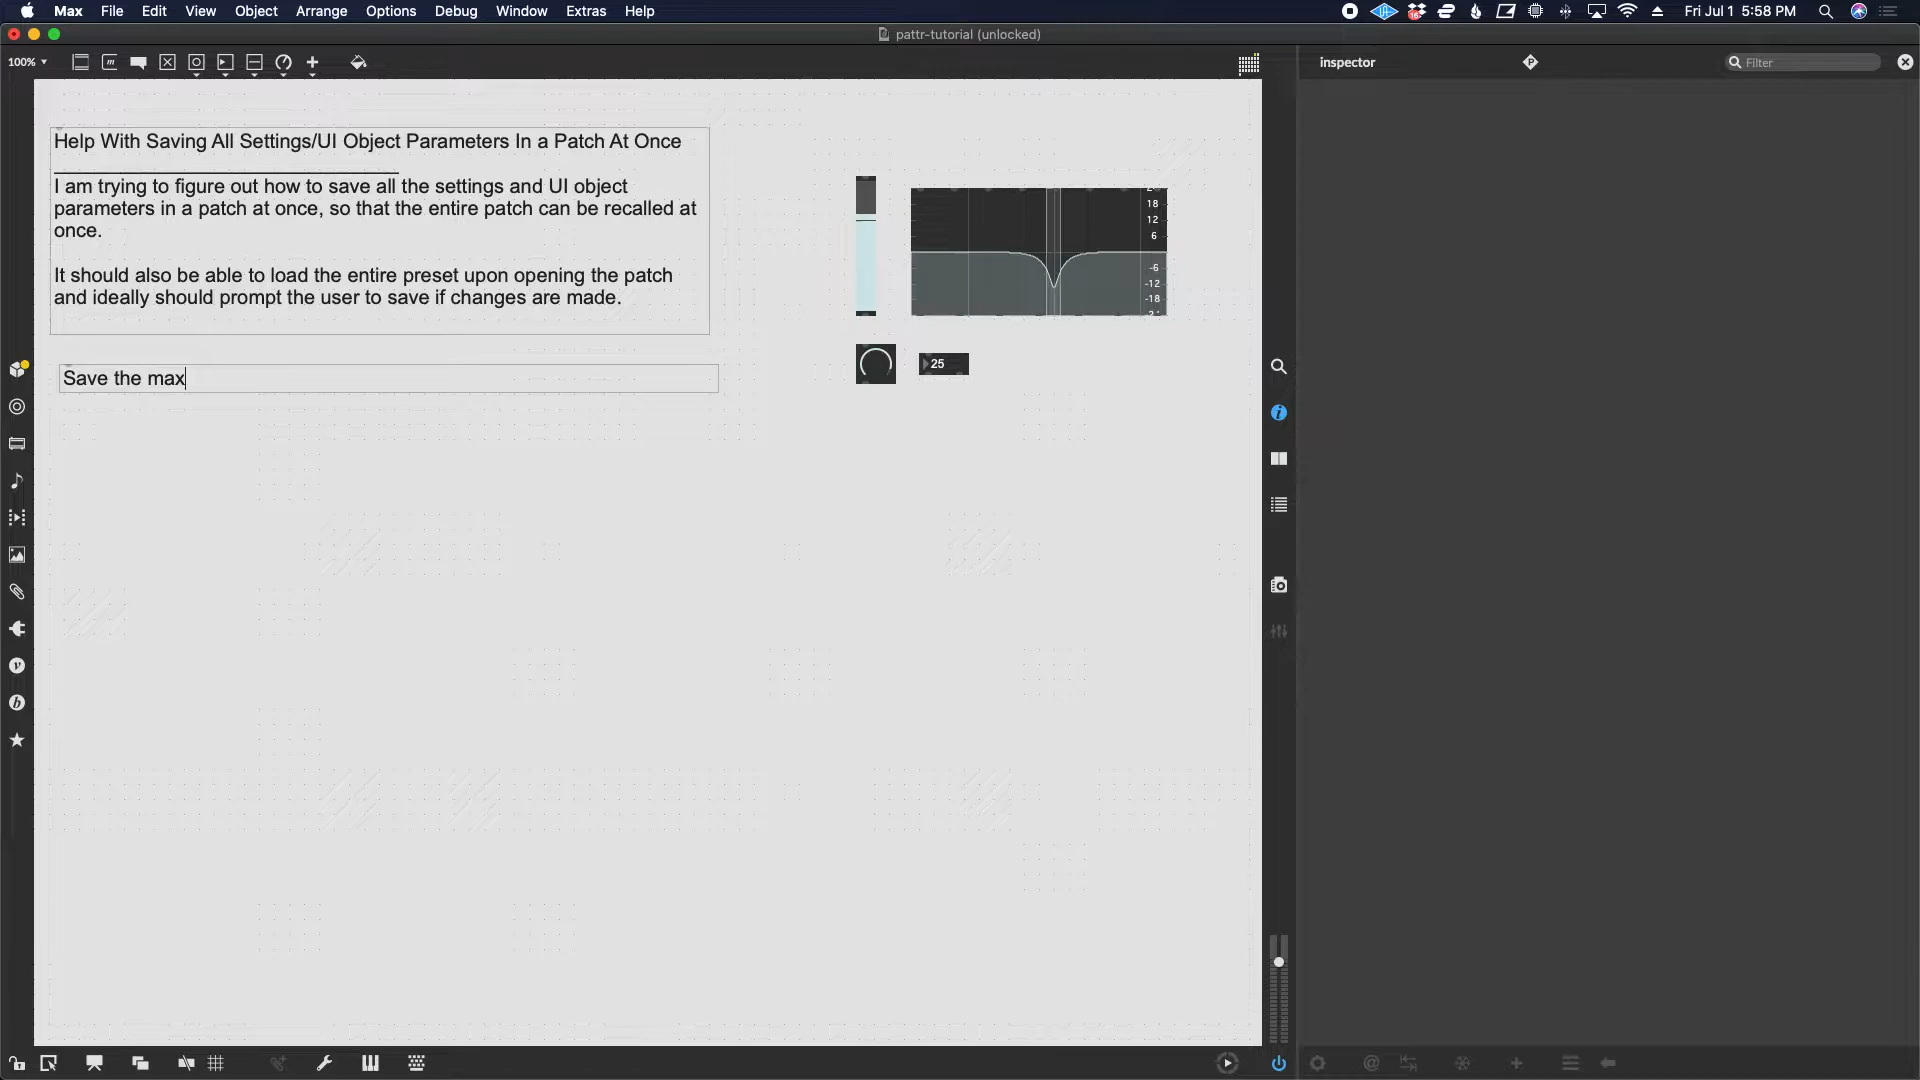 Max File Edit View Object Arrange Options Debug Window Extras Help
Fri Jul 1 5:58 PM
pattr-tutorial (unlocked)
100%
inspector
Filter
Help With Saving All Settings/UI Object Parameters In a Patch At Once
I am trying to figure out how to save all the settings and UI object
parameters in a patch at once, so that the entire patch can be recalled at
once.
It should also be able to load the entire preset upon opening the patch
and ideally should prompt the user to save if changes are made.
18
12
6
-6
-12
-18
25
Save the max